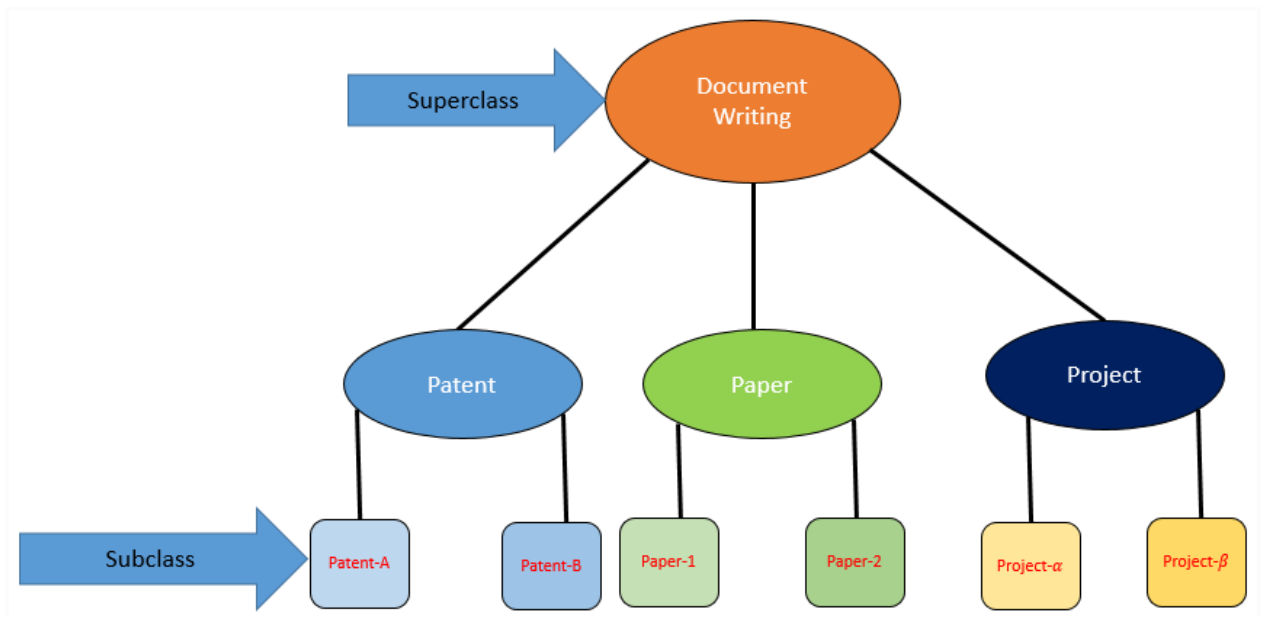 Superclass
Document
Writing
Patent
Paper
Project
Subclass
Patent-A
Patent-B
Paper-1
Paper-2
Project-α
Project-β